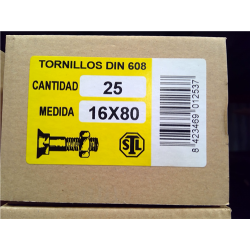 TORNILLOS DIN 608
CANTIDAD 25
MEDIDA 16X80
STL
8 423469 012537